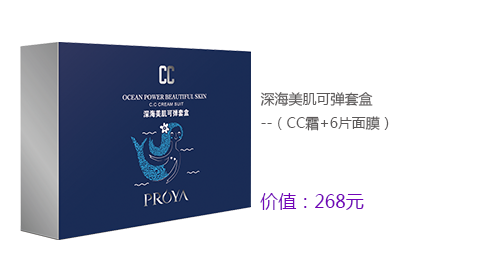 CC
OCEAN POWER BEAUTIFUL SKIN
C.C CREAM SUIT
深海美肌可弹套盒
PROYA
深海美肌可弹套盒
--（CC霜+6片面膜）
价值：268元